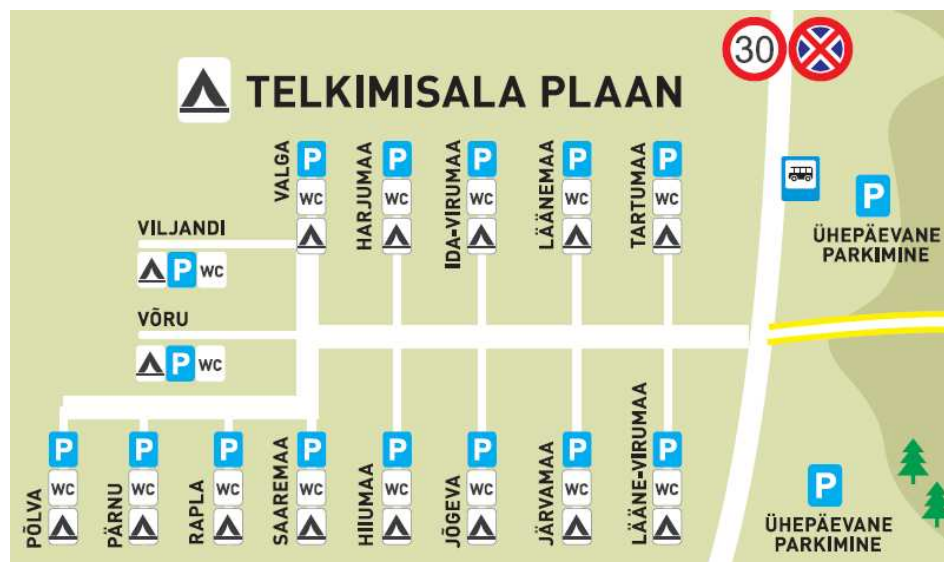 30
TELKIMISALA PLAAN
VALGA
P
WC
HARJUMAA
P
WC
IDA-VIRUMAA
P
WC
LÄÄNEMAA
P
WC
TARTUMAA
P
WC
VILJANDI
P WC
VÕRU
P WC
P
ÜHEPÄEVANE
PARKIMINE
PÕLVA
P
WC
PÄRNU
P
WC
RAPLA
P
WC
SAAREMAA
P
WC
HIIUMAA
P
WC
JÕGEVA
P
WC
JÄRVAMAA
P
WC
LÄÄNE-VIRUMAA
P
WC
P
ÜHEPÄEVANE
PARKIMINE